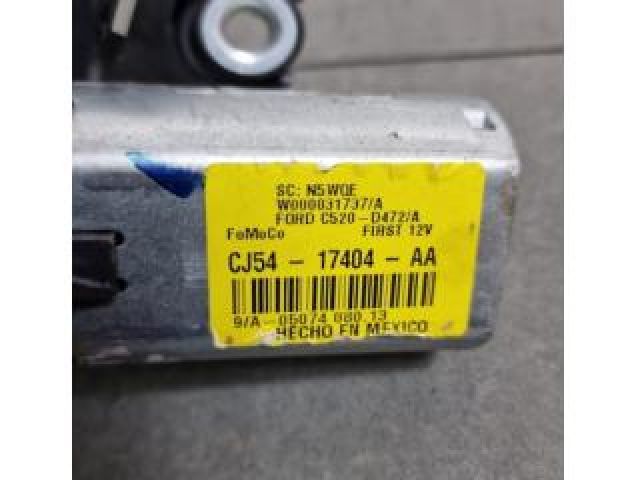 SC: N5WQE
W000031737/A
FORD C520-D472/A
FoMoCo FIRST 12V
CJ54 - 17404 - AA
9/A-05074 080 13
HECHO EN MEXICO